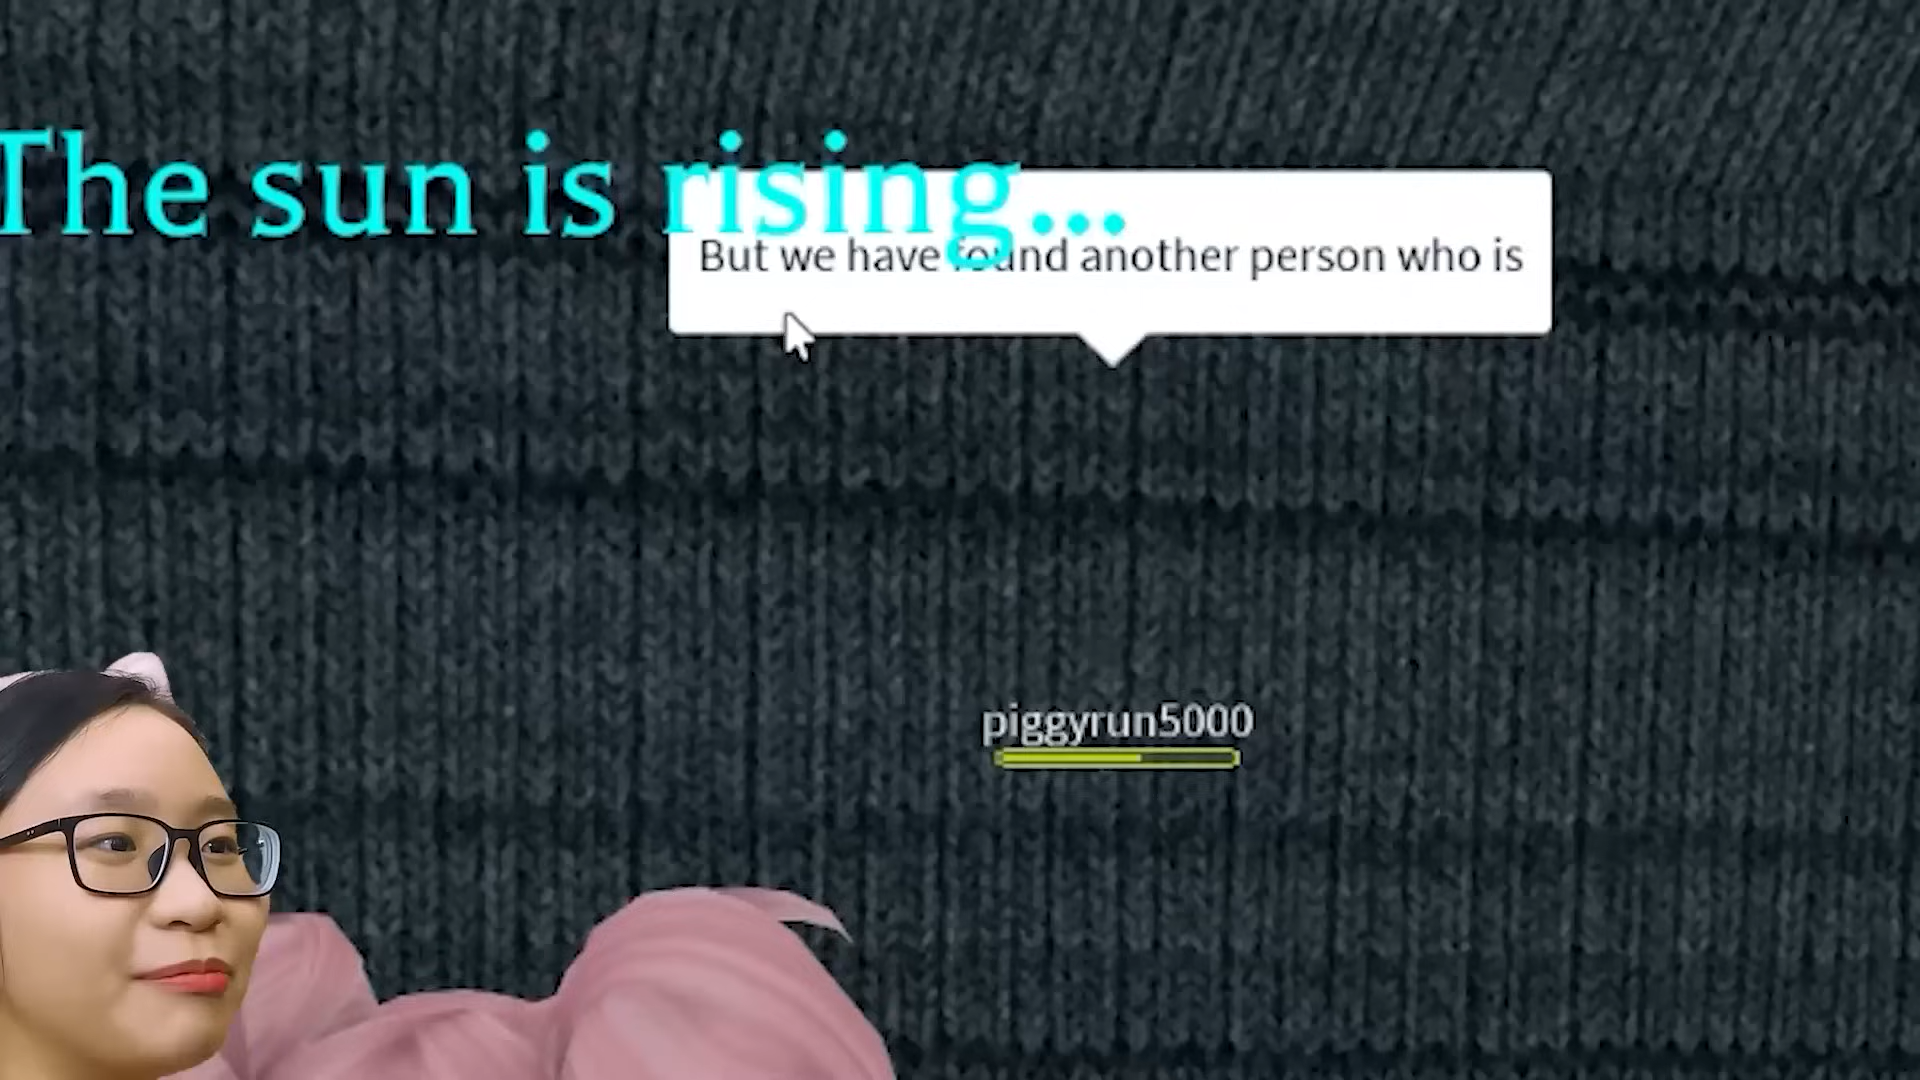 The sun is rising...
But we have found another person who is
piggyrun5000